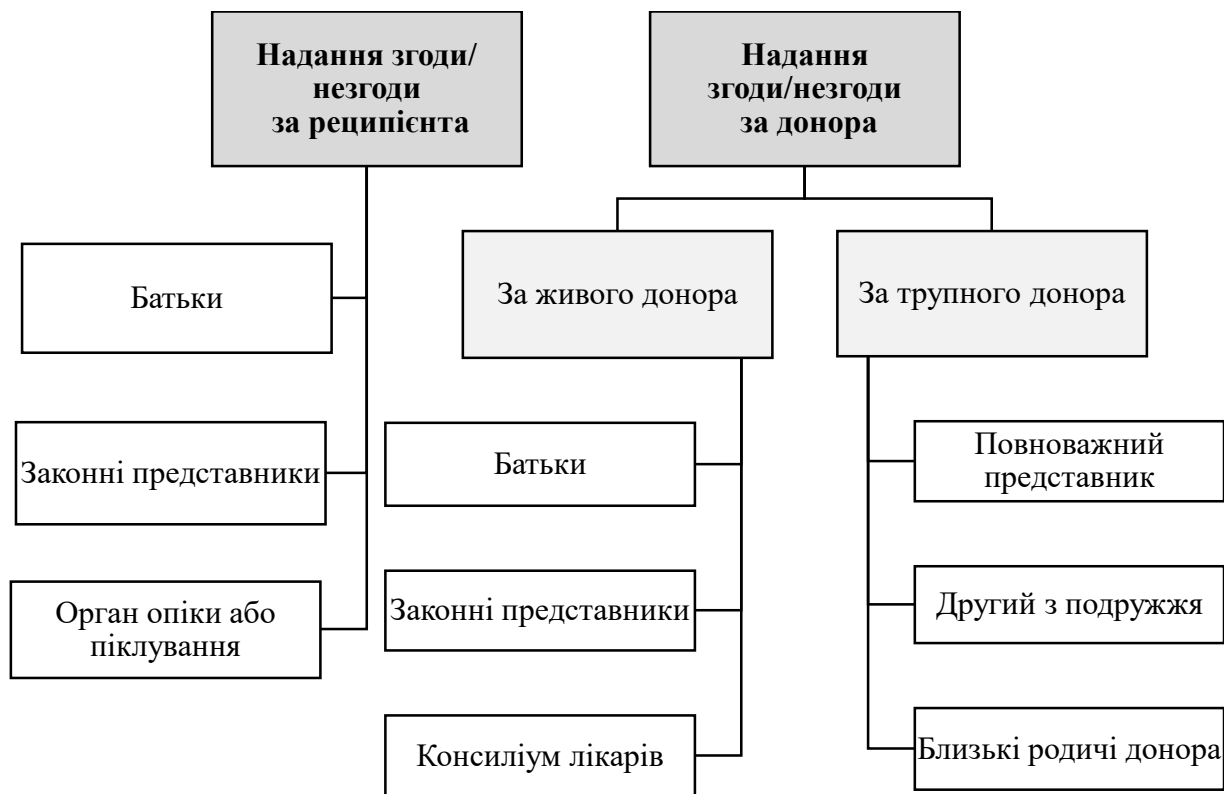 Надання згоди/
незгоди
за реципієнта
Надання
згоди/незгоди
за донора
Батьки
Законні представники
Орган опіки або
піклування
За живого донора
Батьки
Законні представники
Консиліум лікарів
За трупного донора
Повноважний
представник
Другий з подружжя
Близькі родичі донора